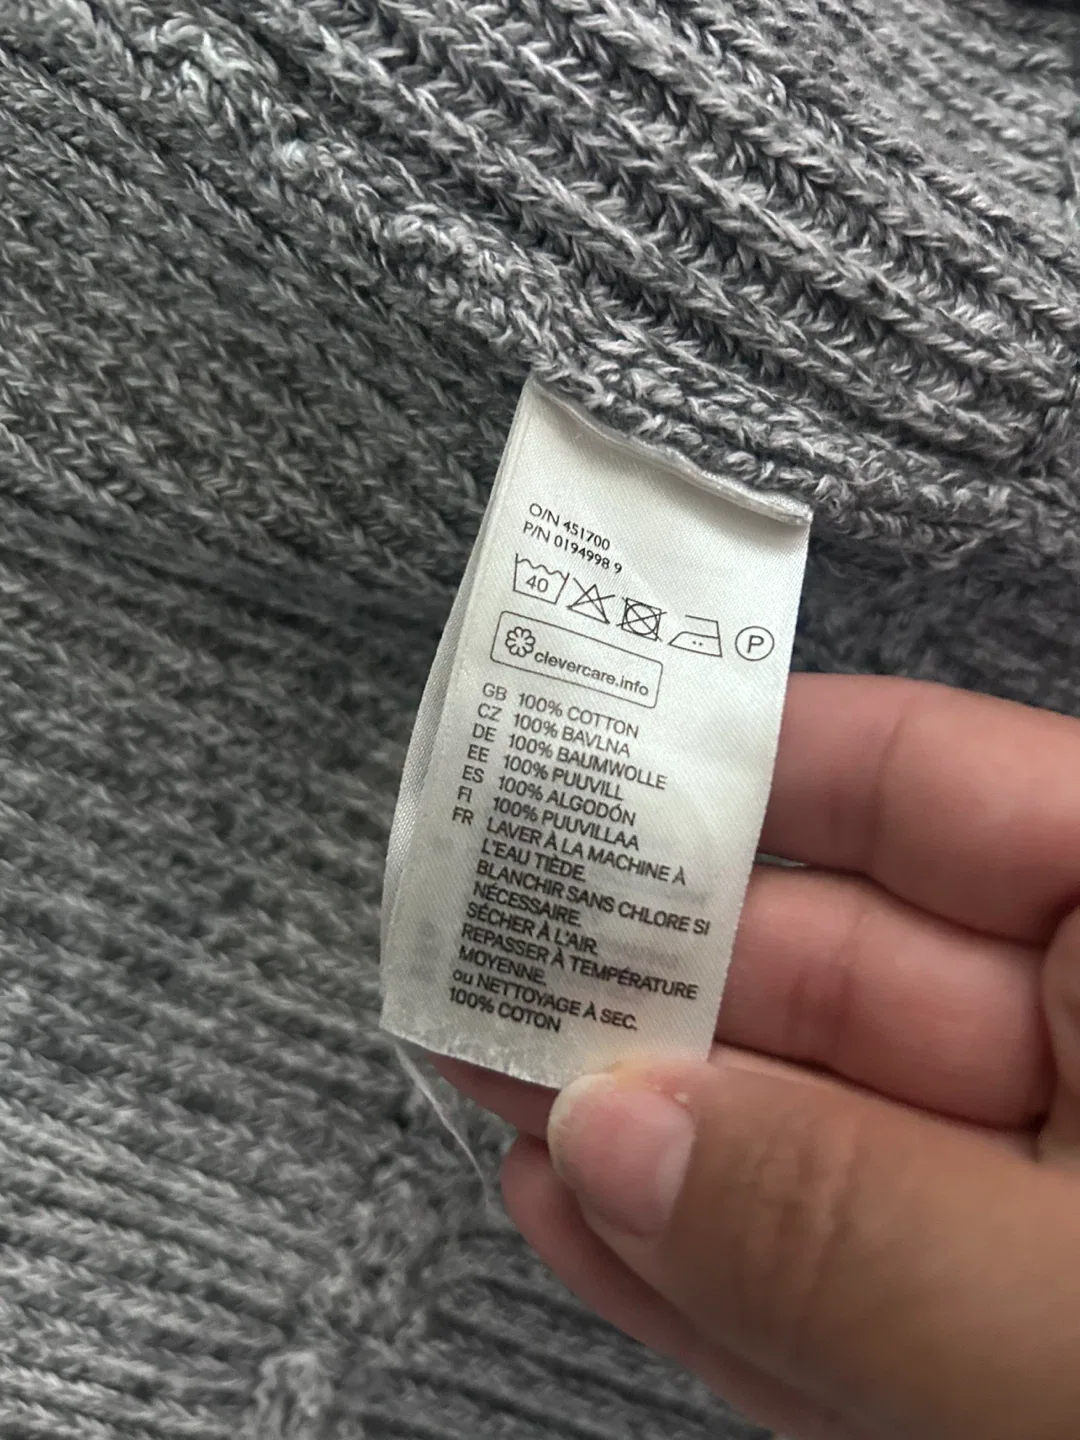 O/N 451700
P/N 0194998 9
40 P
clevercare.info
GB 100% COTTON
CZ 100% BAVLNA
DE 100% BAUMWOLLE
EE 100% PUUVILL
ES 100% ALGODÓN
FI 100% PUUVILLAA
FR LAVER À LA MACHINE À
L'EAU TIÈDE.
BLANCHIR SANS CHLORE SI
NÉCESSAIRE.
SÉCHER À L'AIR.
REPASSER À TEMPÉRATURE
MOYENNE.
ou NETTOYAGE À SEC.
100% COTON